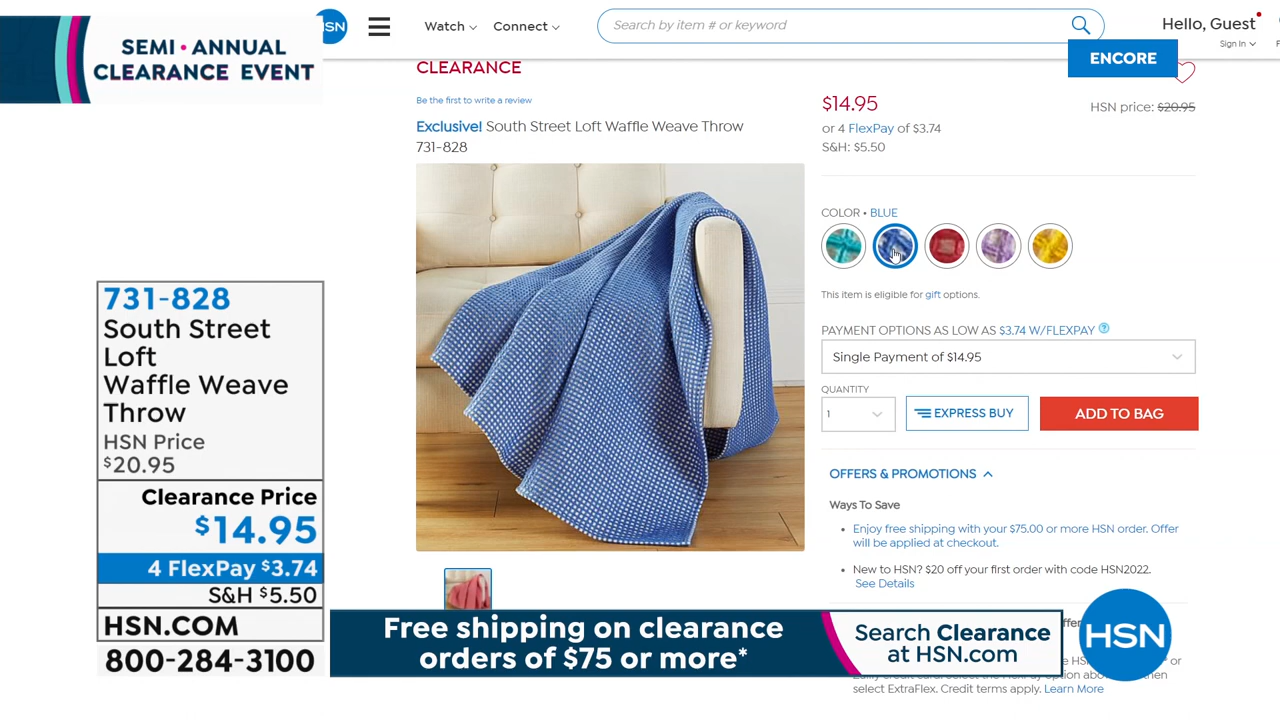 SEMI • ANNUAL
CLEARANCE EVENT
HSN
Watch
Connect
Search by item # or keyword
Hello, Guest
Sign In
ENCORE
CLEARANCE
Be the first to write a review
Exclusive! South Street Loft Waffle Weave Throw
731-828
$14.95
HSN price: $20.95
or 4 FlexPay of $3.74
S&H: $5.50
COLOR • BLUE
This item is eligible for gift options.
PAYMENT OPTIONS AS LOW AS $3.74 W/FLEXPAY ?
Single Payment of $14.95
QUANTITY
1
EXPRESS BUY
ADD TO BAG
OFFERS & PROMOTIONS
Ways To Save
• Enjoy free shipping with your $75.00 or more HSN order. Offer
will be applied at checkout.
• New to HSN? $20 off your first order with code HSN2022.
See Details
select ExtraFlex. Credit terms apply. Learn More
731-828
South Street
Loft
Waffle Weave
Throw
HSN Price
$20.95
Clearance Price
$14.95
4 FlexPay $3.74
S&H $5.50
HSN.COM
800-284-3100
Free shipping on clearance
orders of $75 or more*
Search Clearance
at HSN.com
HSN